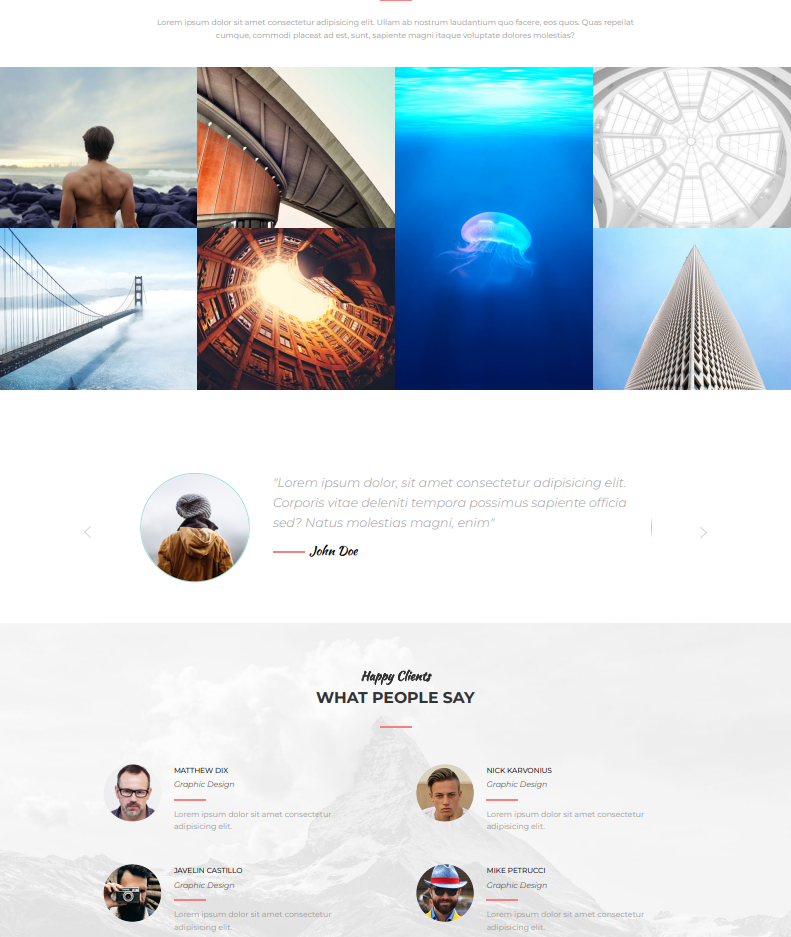 Lorem ipsum dolor sit amet consectetur adipisicing elit. Ullam ab nostrum laudantium quo facere, eos quos. Quas repellat
cumque, commodi placeat ad est, sunt, sapiente magni itaque voluptate dolores molestias?
"Lorem ipsum dolor, sit amet consectetur adipisicing elit.
Corporis vitae deleniti tempora possimus sapiente officia
sed? Natus molestias magni, enim"
John Doe
Happy Clients
WHAT PEOPLE SAY
MATTHEW DIX
Graphic Design
Lorem ipsum dolor sit amet consectetur
adipisicing elit.
NICK KARVONIUS
Graphic Design
Lorem ipsum dolor sit amet consectetur
adipisicing elit.
JAVELIN CASTILLO
Graphic Design
Lorem ipsum dolor sit amet consectetur
adipisicing elit.
MIKE PETRUCCI
Graphic Design
Lorem ipsum dolor sit amet consectetur
adipisicing elit.